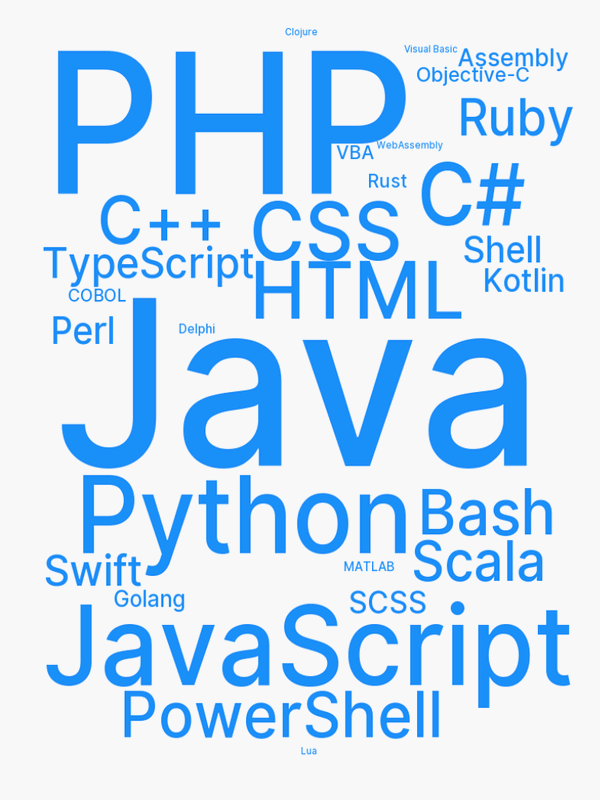 Clojure
PHP
Visual Basic
Assembly
Objective-C
Ruby
VBA
WebAssembly
Rust
C#
C++
CSS
Shell
TypeScript
HTML
Kotlin
COBOL
Perl
Delphi
Java
Python
Bash
Scala
Swift
MATLAB
Golang
SCSS
JavaScript
PowerShell
Lua